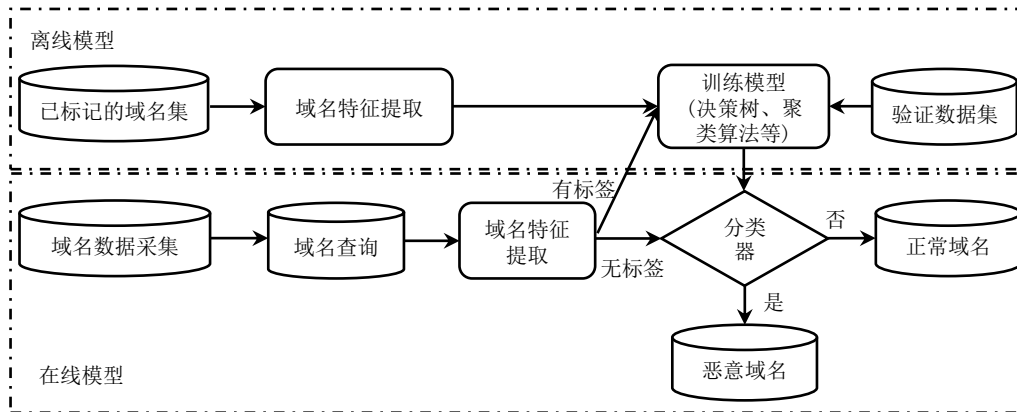 离线模型
已标记的域名集
域名特征提取
训练模型
(决策树、聚
类算法等)
验证数据集
有标签
域名数据采集
域名查询
域名特征
提取
无标签
分类
器
否
正常域名
是
恶意域名
在线模型